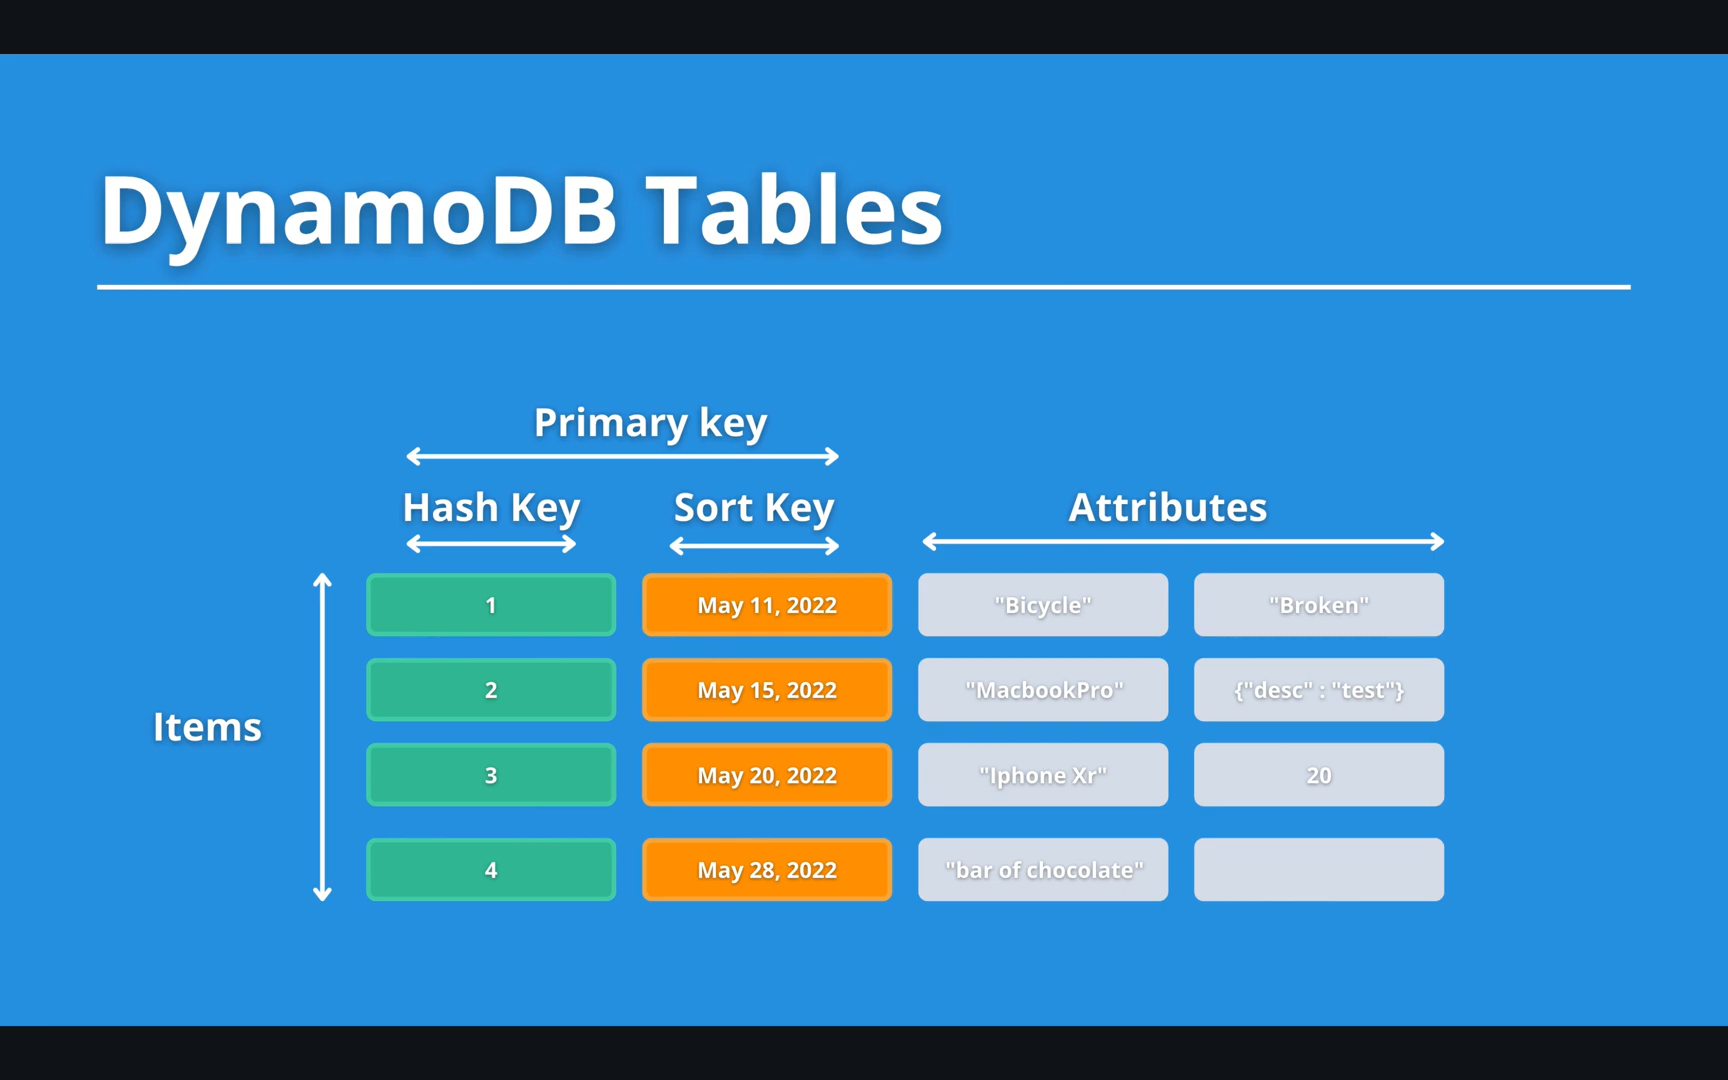 DynamoDB Tables
Primary key
Hash Key Sort Key Attributes
1 May 11, 2022 "Bicycle" "Broken"
2 May 15, 2022 "MacbookPro" {"desc" : "test"}
Items
3 May 20, 2022 "Iphone Xr" 20
4 May 28, 2022 "bar of chocolate"